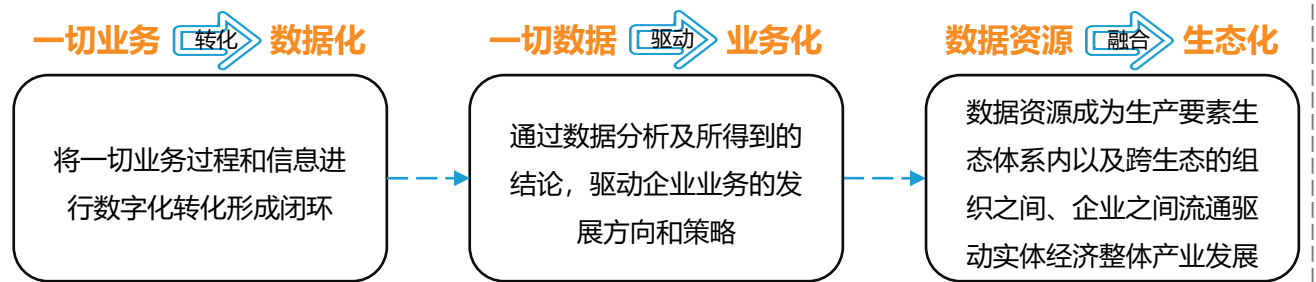 一切业务 转化 数据化
将一切业务过程和信息进
行数字化转化形成闭环
一切数据 驱动 业务化
通过数据分析及所得到的
结论，驱动企业业务的发
展方向和策略
数据资源 融合 生态化
数据资源成为生产要素生
态体系内以及跨生态的组
织之间、企业之间流通驱
动实体经济整体产业发展